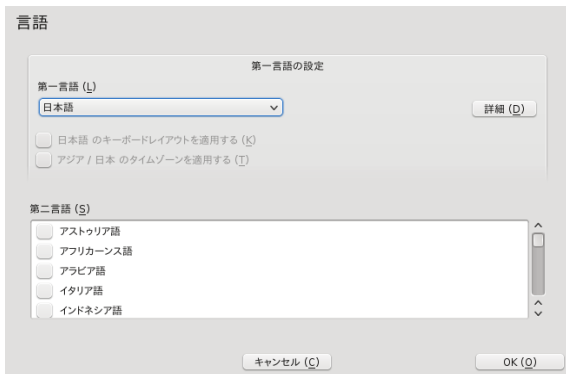 言語
第一言語の設定
第一言語 (L)
日本語
詳細 (D)
日本語 のキーボードレイアウトを適用する (K)
アジア / 日本 のタイムゾーンを適用する (T)
第二言語 (S)
アストゥリア語
アフリカーンス語
アラビア語
イタリア語
インドネシア語
キャンセル (C)
OK (O)